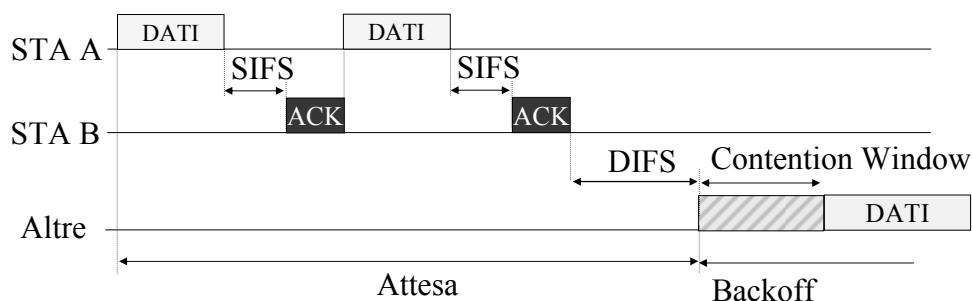 DATI
DATI
STA A
SIFS
SIFS
ACK
ACK
STA B
DIFS
Contention Window
DATI
Altre
Attesa
Backoff